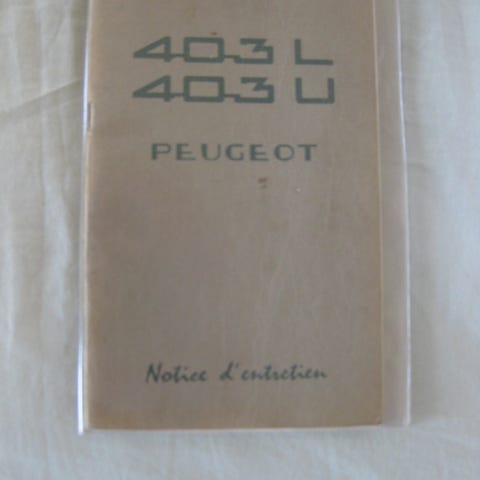 403 L
403 U
PEUGEOT
Notice d'entretien